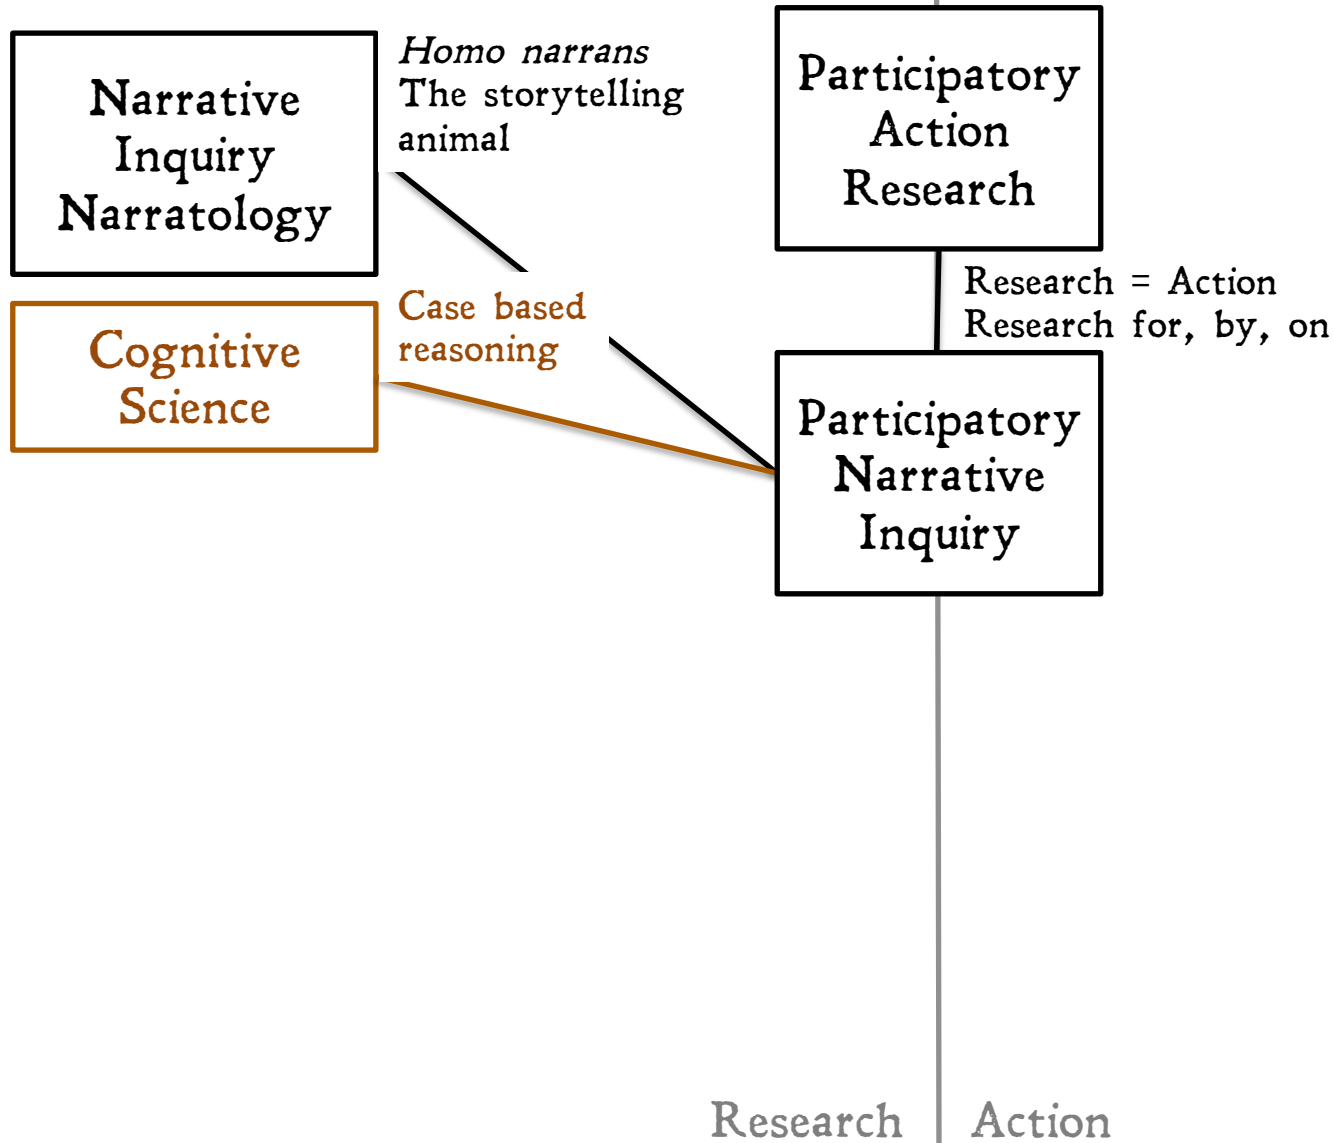 Narrative
Inquiry
Narratology
Homo narrans
The storytelling
animal
Cognitive
Science
Case based
reasoning
Participatory
Action
Research
Research = Action
Research for, by, on
Participatory
Narrative
Inquiry
Research
Action